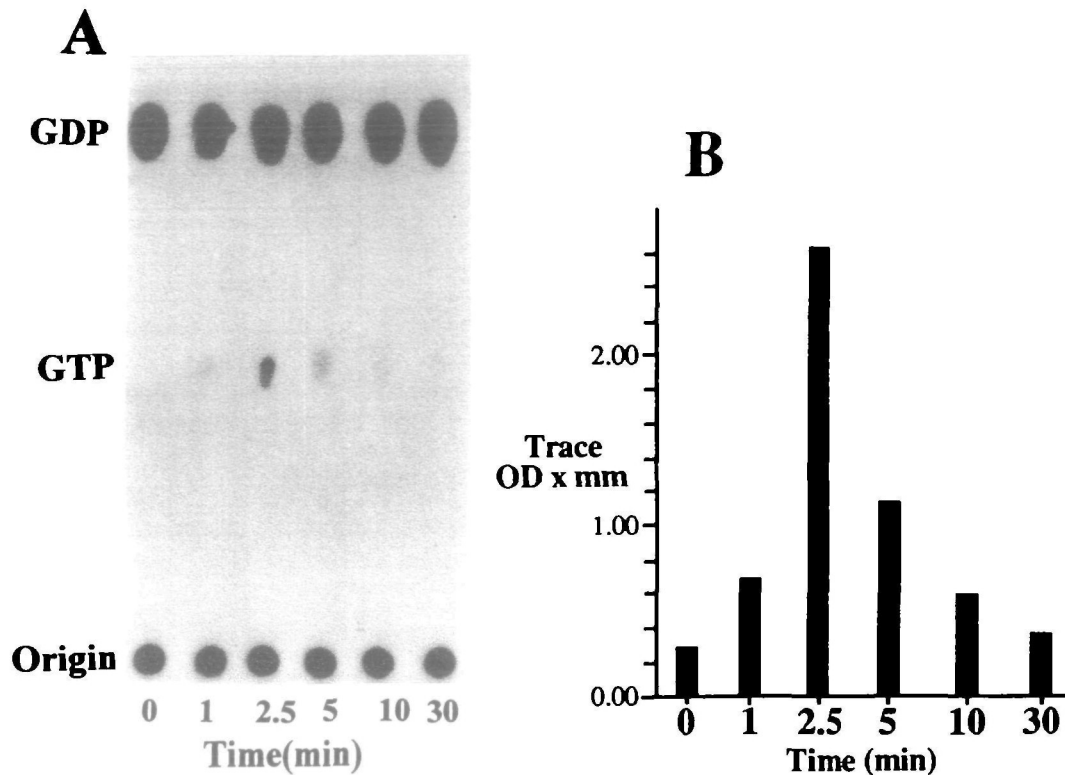 A
GDP
GTP
Origin
0 1 2.5 5 10 30
Time(min)
B
2.00
Trace
OD x mm
1.00
0.00
0 1 2.5 5 10 30
Time (min)